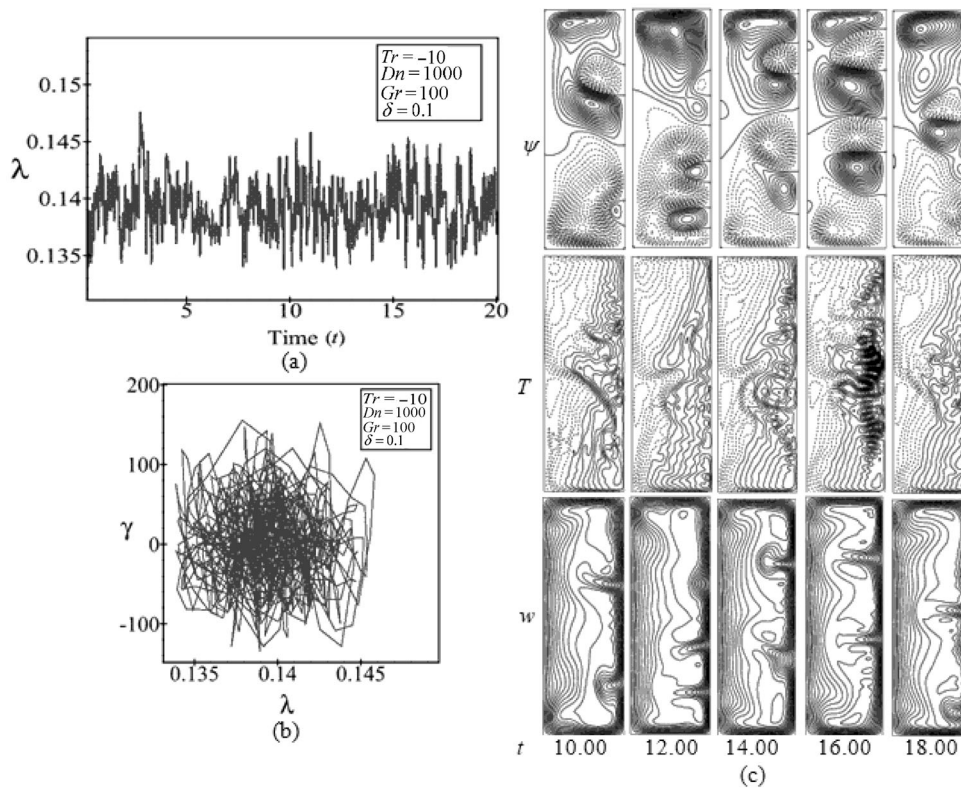 Tr = −10
Dn = 1000
Gr = 100
δ = 0.1
λ
0.15
0.145
0.14
0.135
5
10
15
20
Time (t)
(a)
Tr = −10
Dn = 1000
Gr = 100
δ = 0.1
γ
200
100
0
-100
0.135
0.14
0.145
λ
(b)
ψ
T
w
t 10.00 12.00 14.00 16.00 18.00
(c)